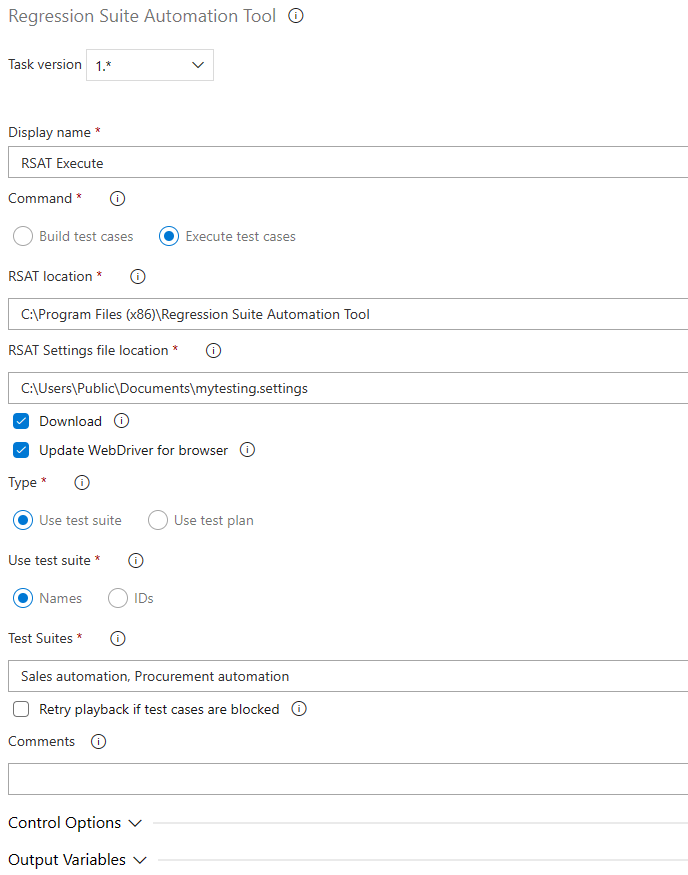 Regression Suite Automation Tool
Task version 1.*
Display name *
RSAT Execute
Command *
Build test cases Execute test cases
RSAT location *
C:\Program Files (x86)\Regression Suite Automation Tool
RSAT Settings file location *
C:\Users\Public\Documents\mytesting.settings
Download
Update WebDriver for browser
Type *
Use test suite Use test plan
Use test suite *
Names IDs
Test Suites *
Sales automation, Procurement automation
Retry playback if test cases are blocked
Comments
Control Options
Output Variables